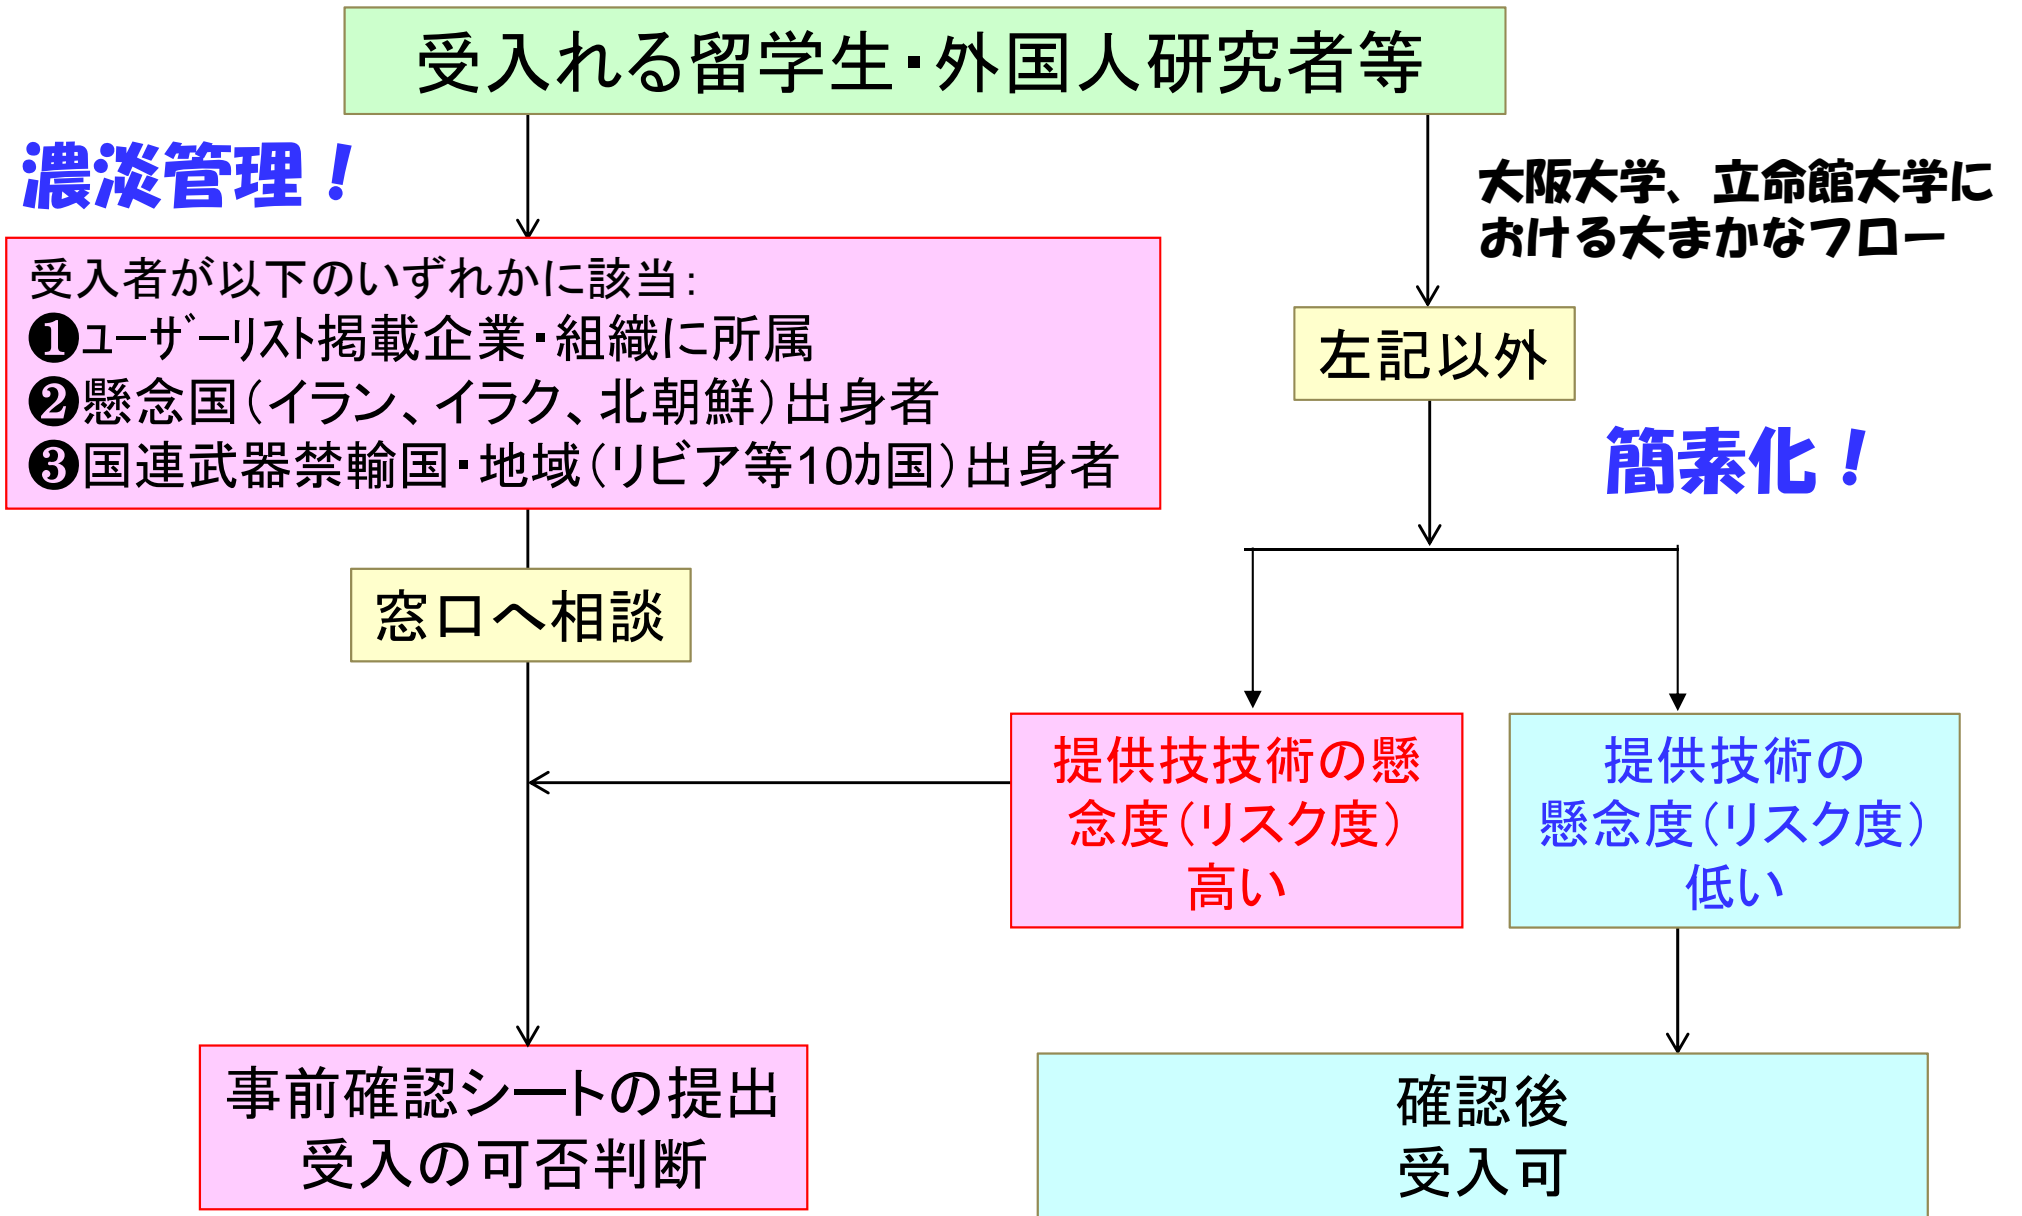 受入れる留学生・外国人研究者等
濃淡管理！
大阪大学、立命館大学に
おける大まかなフロー
受入者が以下のいずれかに該当：
❶ﾕｰｻﾞｰﾘｽﾄ掲載企業・組織に所属
❷懸念国（イラン、イラク、北朝鮮）出身者
❸国連武器禁輸国・地域（リビア等10ｶ国）出身者
左記以外
簡素化！
窓口へ相談
提供技技術の懸
念度（リスク度）
高い
提供技術の
懸念度（リスク度）
低い
事前確認シートの提出
受入の可否判断
確認後
受入可